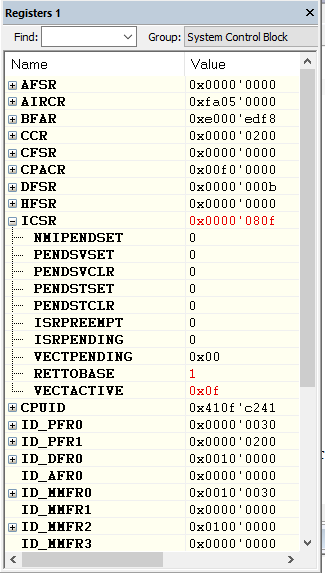 Registers 1
Find: Group: System Control Block
Name Value
AFSR 0x0000'0000
AIRCR 0xfa05'0000
BFAR 0xe000'edf8
CCR 0x0000'0200
CFSR 0x0000'0000
CPACR 0x00f0'0000
DFSR 0x0000'000b
HFSR 0x0000'0000
ICSR 0x0000'080f
NMIPENDSET 0
PENDSVSET 0
PENDSVCLR 0
PENDSTSET 0
PENDSTCLR 0
ISRPREEMPT 0
ISRPENDING 0
VECTPENDING 0x00
RETTOBASE 1
VECTACTIVE 0x0f
CPUID 0x410f'c241
ID_PFR0 0x0000'0030
ID_PFR1 0x0000'0200
ID_DFR0 0x0010'0000
ID_AFR0 0x0000'0000
ID_MMFR0 0x0010'0030
ID_MMFR1 0x0000'0000
ID_MMFR2 0x0100'0000
ID_MMFR3 0x0000'0000